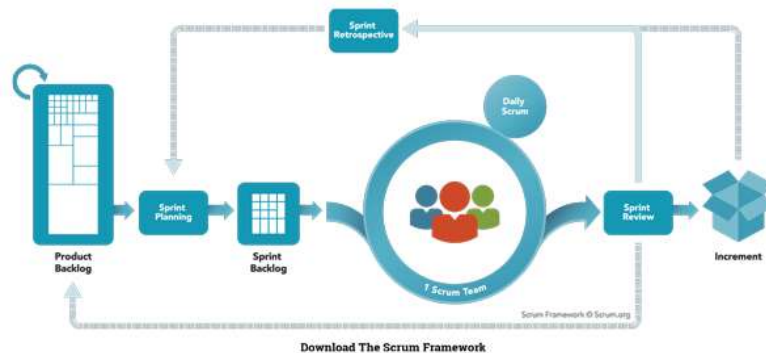 Sprint
Retrospective
Daily
Scrum
Sprint
Planning
Sprint
Review
Product
Backlog
Sprint
Backlog
1 Scrum Team
Increment
Scrum Framework © Scrum.org
Download The Scrum Framework